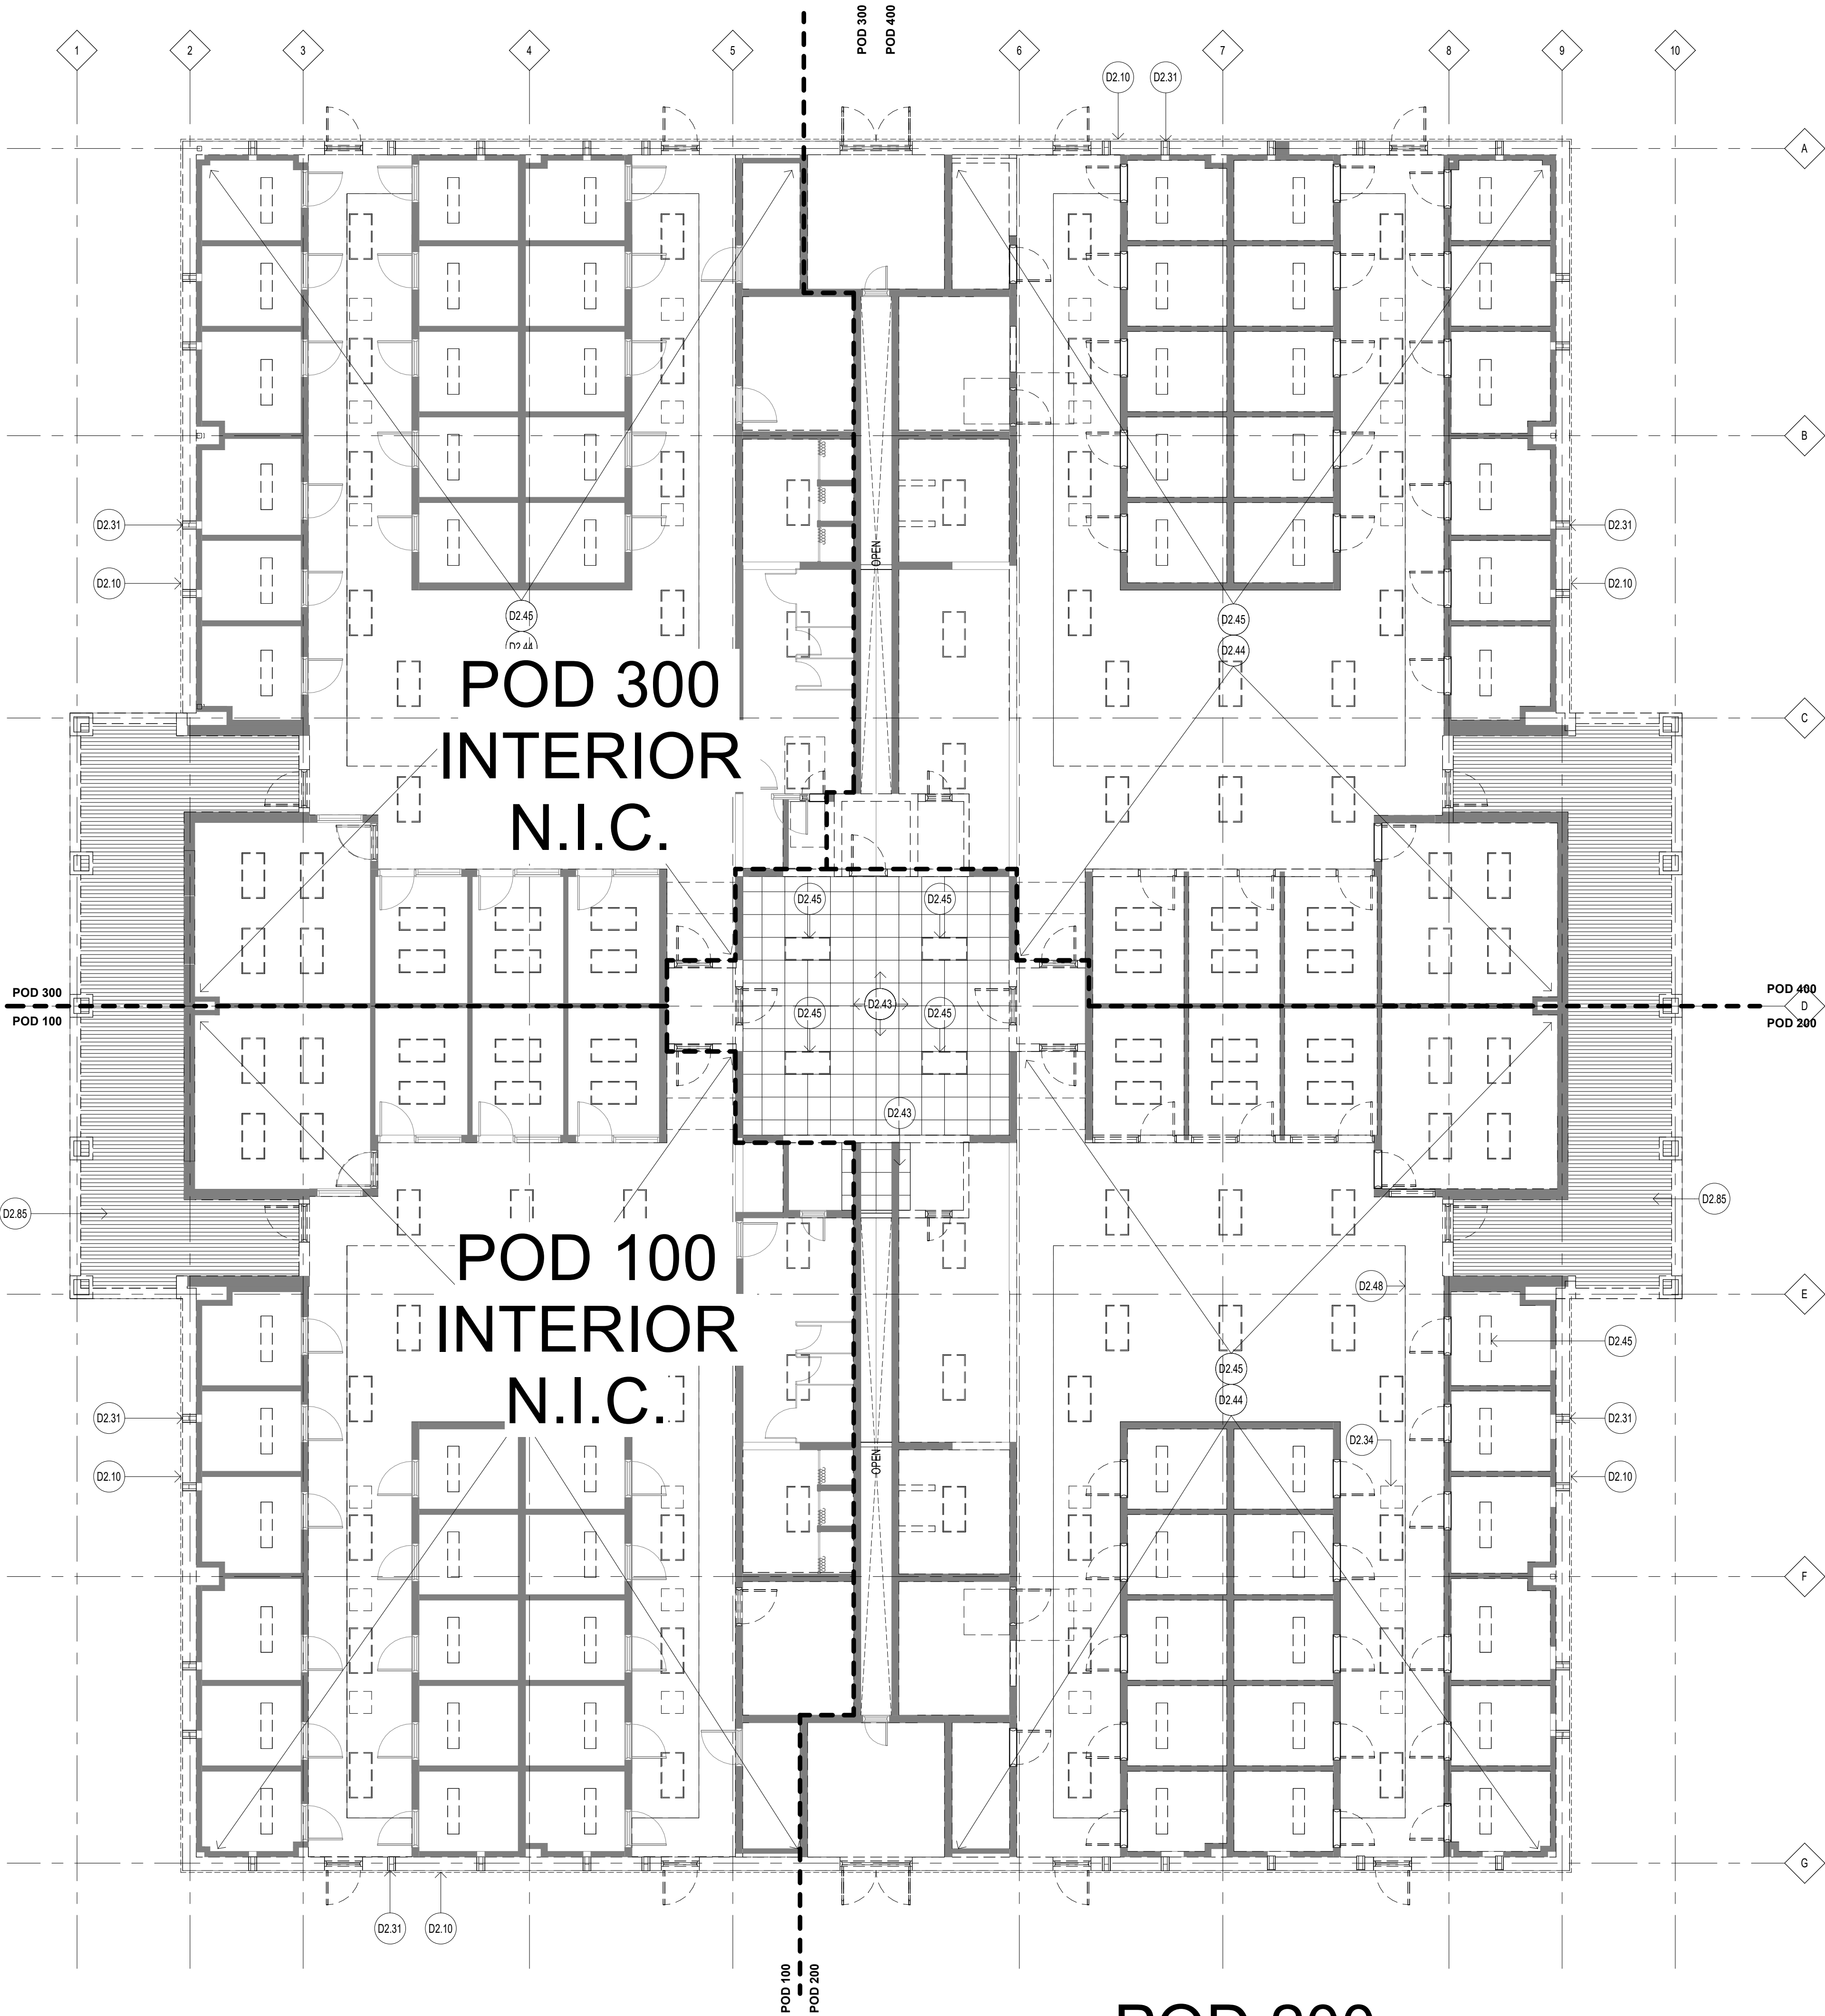 POD 300
POD 400
1
2
3
4
5
6
7
8
9
10
D2.10
D2.31
A
B
OPEN
D2.31
D2.10
D2.31
D2.10
D2.45
D2.44
D2.45
D2.44
POD 300
INTERIOR
N.I.C.
C
D2.45
D2.45
POD 300
POD 100
D2.43
D2.45
D2.45
POD 400
D
POD 200
D2.43
D2.85
D2.85
POD 100
INTERIOR
N.I.C.
D2.48
E
D2.45
D2.45
D2.44
D2.31
D2.31
D2.34
D2.10
OPEN
D2.10
F
G
D2.31
D2.10
POD 100
POD 200